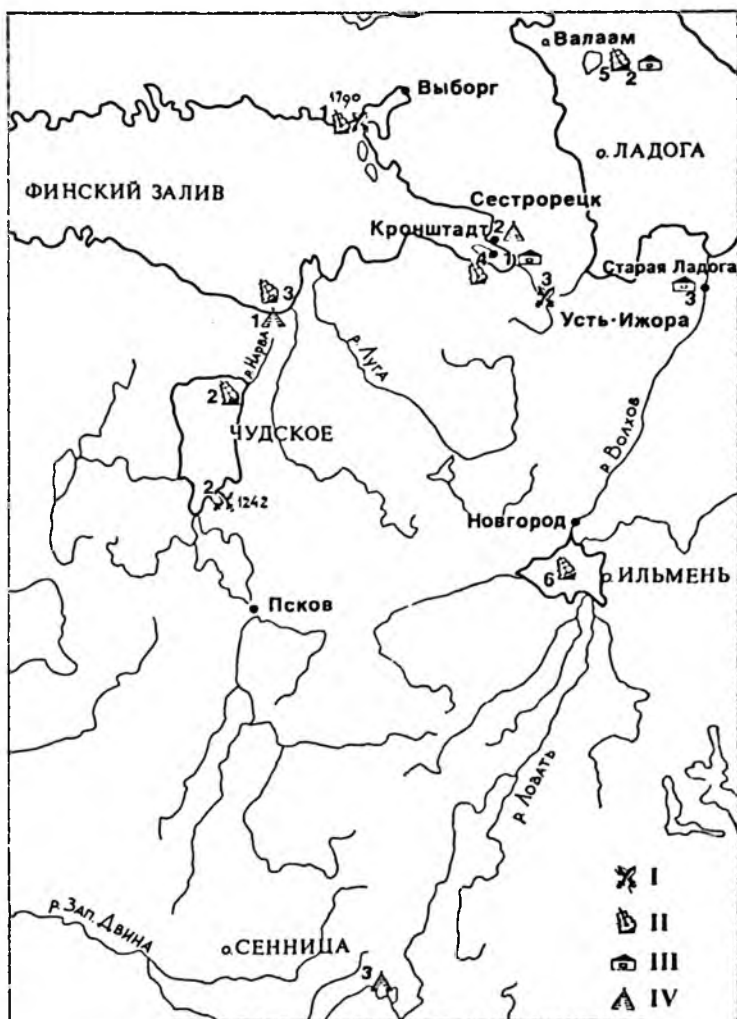 о Валаам
5 2
1790
1
Выборг
о. ЛАДОГА
ФИНСКИЙ ЗАЛИВ
Сестрорецк
Кронштадт 2
4 1
3
Старая Ладога
3
Усть-Ижора
3
1
р. Нарва
р. Луга
2
ЧУДСКОЕ
р. Волхов
2
1242
Новгород
6
о. ИЛЬМЕНЬ
Псков
р. Ловать
I
р. Зап. Двина
II
о. СЕННИЦА
III
3
IV